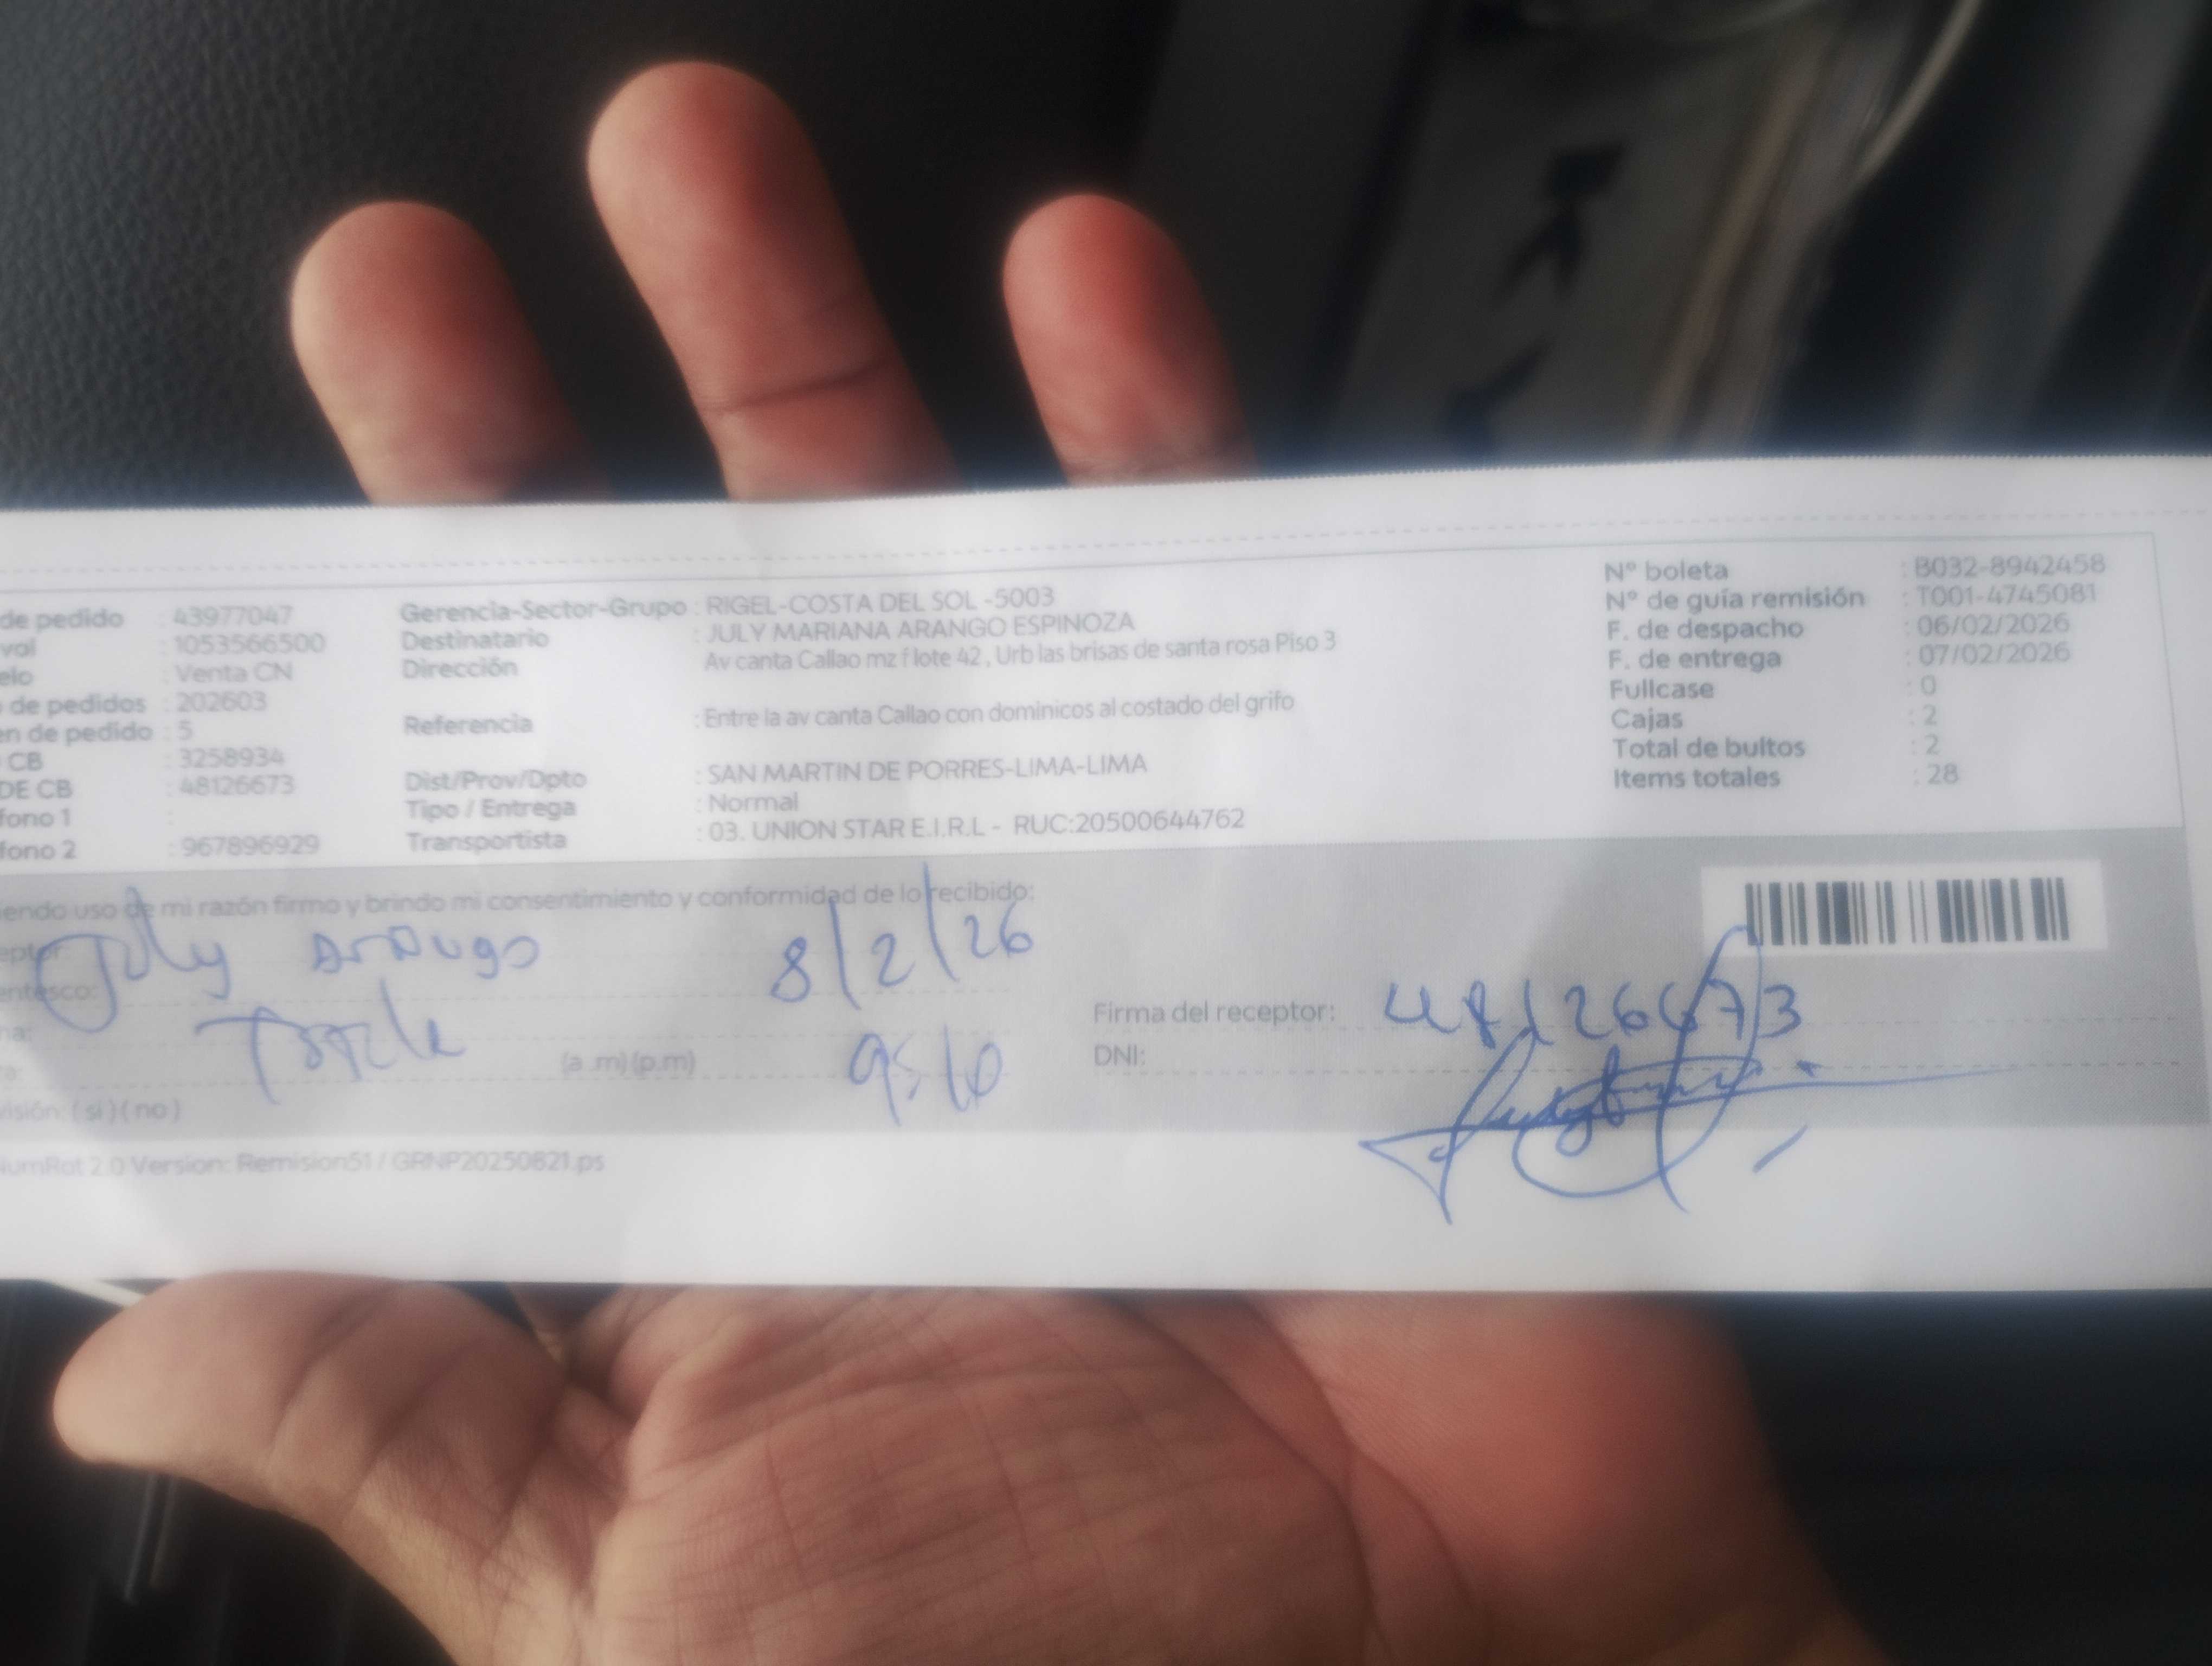 de pedido : 43977047
val : 1053566500
elo : Venta CN
de pedidos : 202603
en de pedido : 5
CB : 3258934
DE CB : 48126673
fono 1 :
fono 2 : 967896929
Gerencia-Sector-Grupo : RIGEL-COSTA DEL SOL -5003
Destinatario : JULY MARIANA ARANGO ESPINOZA
Dirección Av canta Callao mz f lote 42 , Urb las brisas de santa rosa Piso 3
Referencia : Entre la av canta Callao con dominicos al costado del grifo
Dist/Prov/Dpto : SAN MARTIN DE PORRES-LIMA-LIMA
Tipo / Entrega : Normal
Transportista : 03. UNION STAR E.I.R.L - RUC:20500644762
Nº boleta : B032-8942458
Nº de guía remisión : T001-4745081
F. de despacho : 06/02/2026
F. de entrega : 07/02/2026
Fullcase : 0
Cajas : 2
Total de bultos : 2
Items totales : 28
iendo uso de mi razón firmo y brindo mi consentimiento y conformidad de lo recibido:
eptor: July Arango 8/2/26
entesco:
(a .m) (p.m)
Firma del receptor: 48126673
DNI:
visión: ( si ) ( no )
NumRot 2.0 Version: Remision51 / GRNP20250821.ps